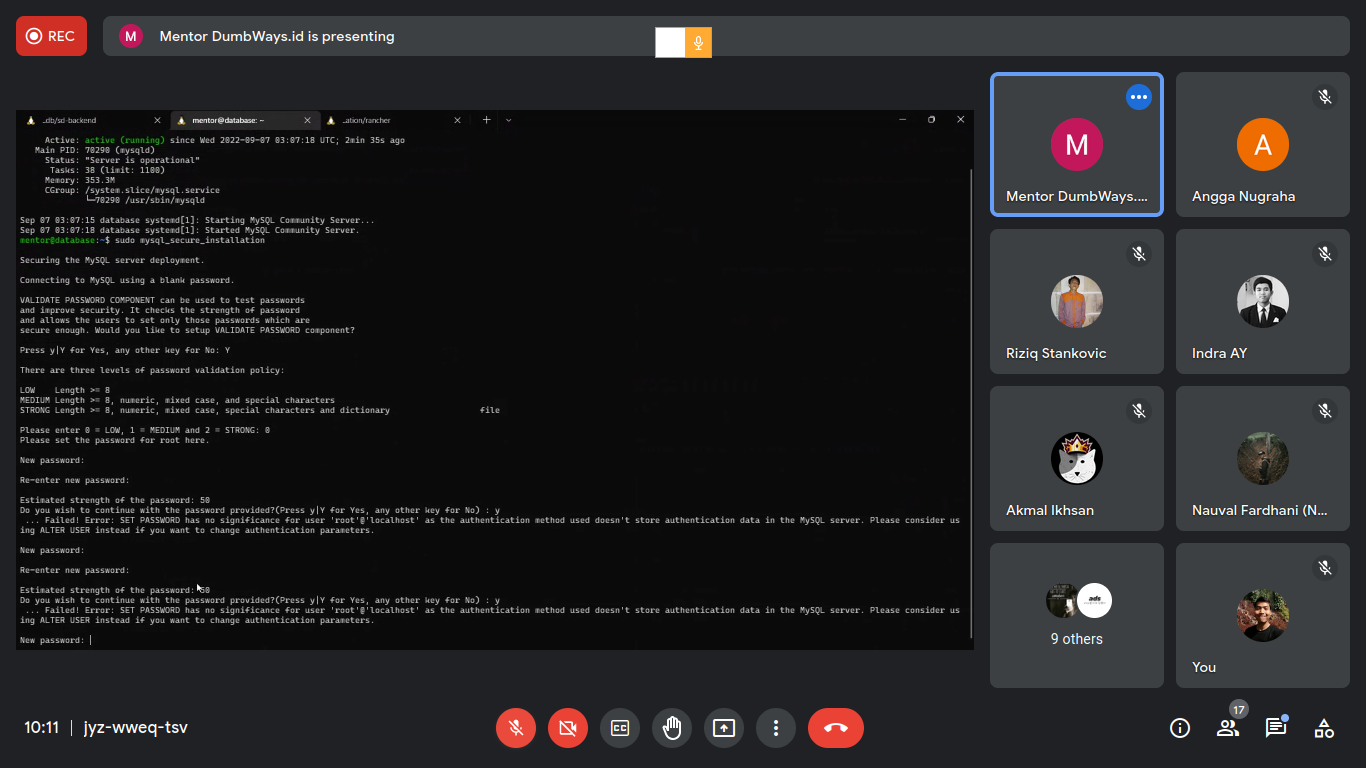 REC
M
Mentor DumbWays.id is presenting
mentor@database: ~
..ation/rancher
Active: active (running) since Wed 2022-09-07 03:07:18 UTC; 2min 35s ago
Main PID: 70290 (mysqld)
Status: "Server is operational"
Tasks: 38 (limit: 1100)
Memory: 353.3M
CGroup: /system.slice/mysql.service
└─70290 /usr/sbin/mysqld
Sep 07 03:07:15 database systemd[1]: Starting MySQL Community Server...
Sep 07 03:07:18 database systemd[1]: Started MySQL Community Server.
mentor@database:~$ sudo mysql_secure_installation
Securing the MySQL server deployment.
Connecting to MySQL using a blank password.
VALIDATE PASSWORD COMPONENT can be used to test passwords
and improve security. It checks the strength of password
and allows the users to set only those passwords which are
secure enough. Would you like to setup VALIDATE PASSWORD component?
Press y|Y for Yes, any other key for No: Y
There are three levels of password validation policy:
LOW    Length >= 8
MEDIUM Length >= 8, numeric, mixed case, and special characters
STRONG Length >= 8, numeric, mixed case, special characters and dictionary                  file
Please enter 0 = LOW, 1 = MEDIUM and 2 = STRONG: 0
Please set the password for root here.
New password:
Re-enter new password:
Estimated strength of the password: 50
Do you wish to continue with the password provided?(Press y|Y for Yes, any other key for No) : y
... Failed! Error: SET PASSWORD has no significance for user 'root'@'localhost' as the authentication method used doesn't store authentication data in the MySQL server. Please consider us
ing ALTER USER instead if you want to change authentication parameters.
New password:
Re-enter new password:
Estimated strength of the password: 50
Do you wish to continue with the password provided?(Press y|Y for Yes, any other key for No) : y
... Failed! Error: SET PASSWORD has no significance for user 'root'@'localhost' as the authentication method used doesn't store authentication data in the MySQL server. Please consider us
ing ALTER USER instead if you want to change authentication parameters.
New password:
M
Mentor DumbWays....
A
Angga Nugraha
Riziq Stankovic
Indra AY
Akmal Ikhsan
Nauval Fardhani (N...
ads
9 others
You
10:11 | jyz-wweq-tsv
CC
17